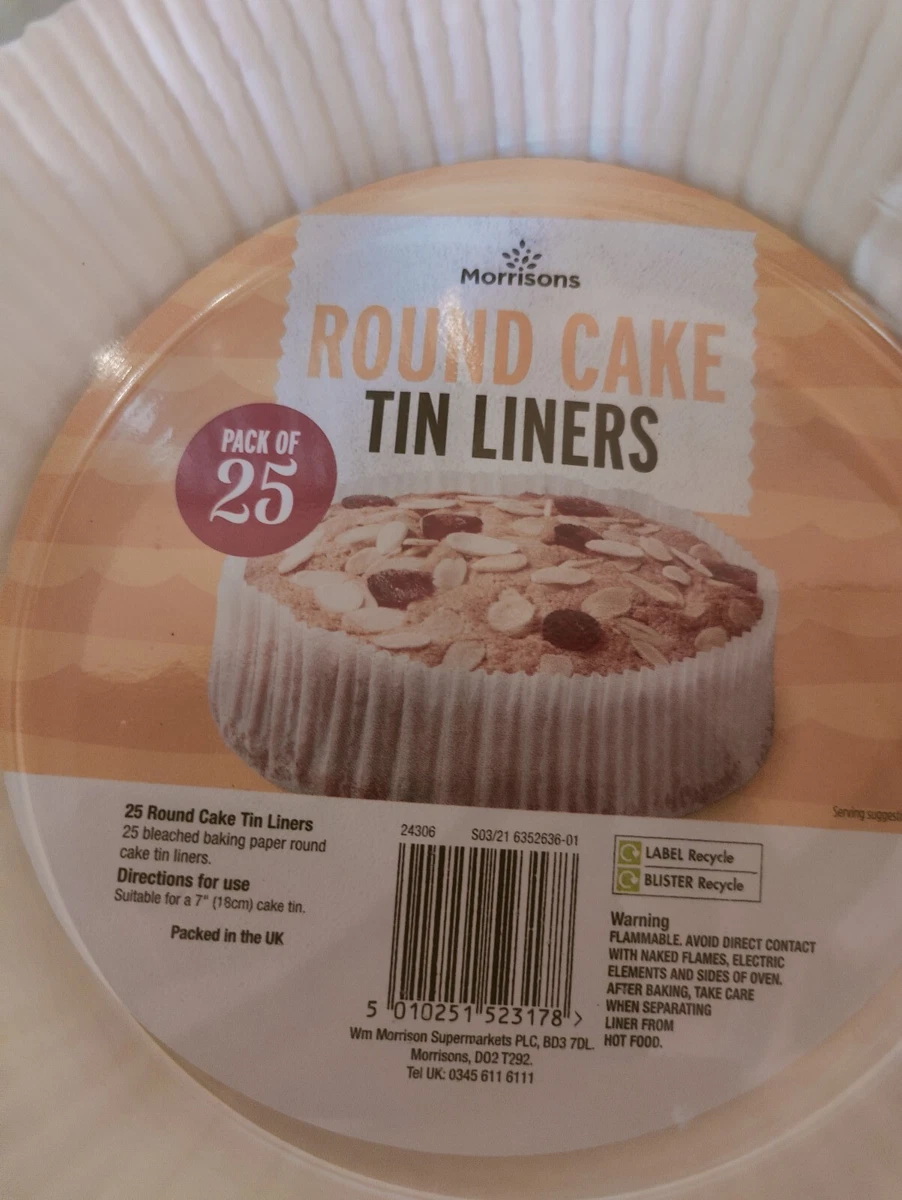 Morrisons
ROUND CAKE
TIN LINERS
PACK OF
25
Serving
25 Round Cake Tin Liners
25 bleached baking paper round
cake tin liners.
Directions for use
Suitable for a 7" (18cm) cake tin.
Packed in the UK
24306 S03/21 6352636-01
5 010251 523178 >
Wm Morrison Supermarkets PLC, BD3 7DL.
Morrisons, D02 T292.
Tel UK: 0345 611 6111
LABEL Recycle
BLISTER Recycle
Warning
FLAMMABLE. AVOID DIRECT CONTACT
WITH NAKED FLAMES, ELECTRIC
ELEMENTS AND SIDES OF OVEN.
AFTER BAKING, TAKE CARE
WHEN SEPARATING
LINER FROM
HOT FOOD.